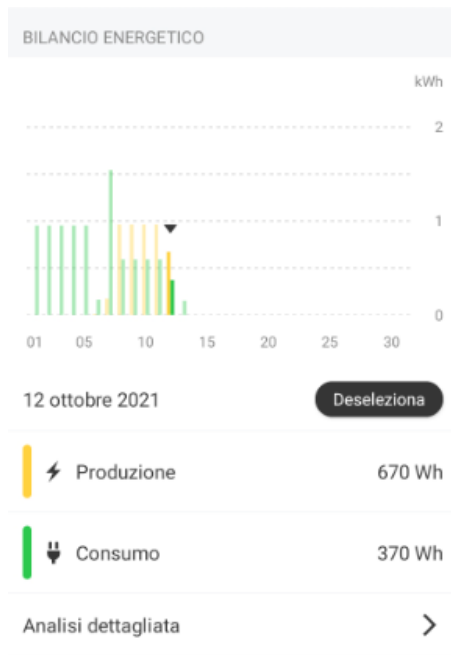 BILANCIO ENERGETICO
kWh
2
1
0
01 05 10 15 20 25 30
12 ottobre 2021 Deseleziona
Produzione 670 Wh
Consumo 370 Wh
Analisi dettagliata